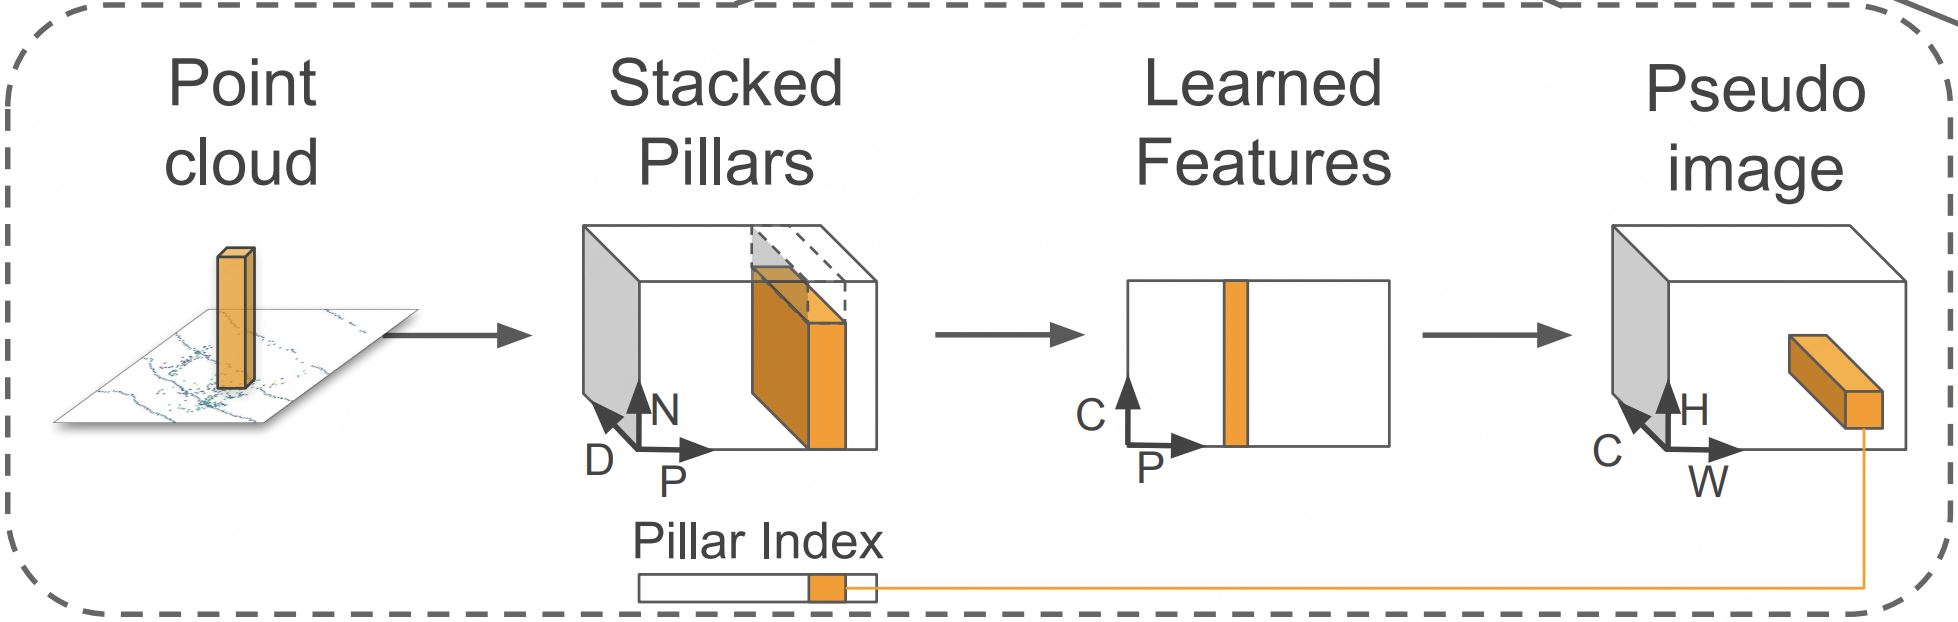 Point
cloud
Stacked
Pillars
Learned
Features
Pseudo
image
N
D
P
C
P
H
C
W
Pillar Index